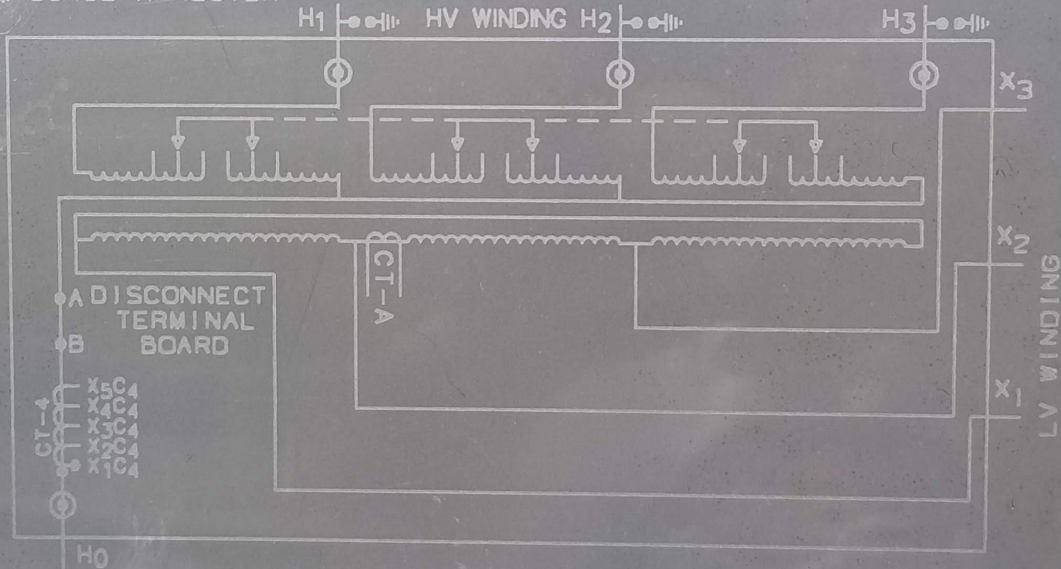 H1 HV WINDING H2 H3
X3
X2
CT-A
A DISCONNECT
TERMINAL
B BOARD
X5C4
X4C4
X3C4
X2C4
X1C4
CT-4
X1
LV WINDING
H0